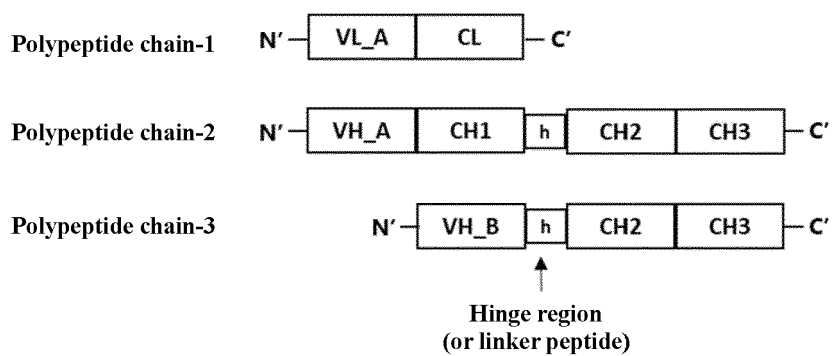 Polypeptide chain-1 N′ VL_A CL C′
Polypeptide chain-2 N′ VH_A CH1 h CH2 CH3 C′
Polypeptide chain-3 N′ VH_B h CH2 CH3 C′
Hinge region
(or linker peptide)